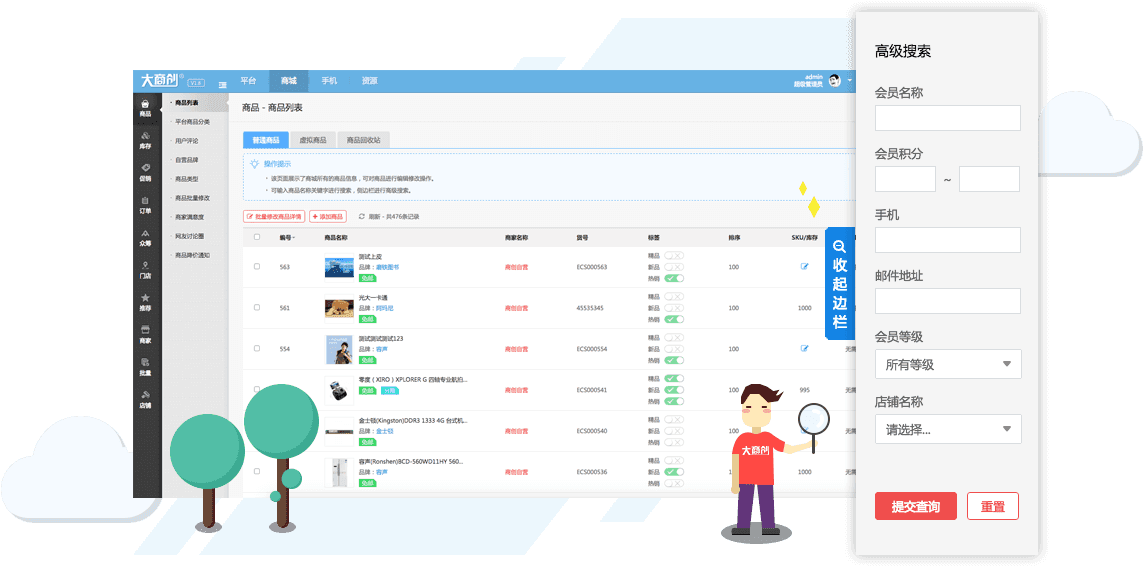 大商创® V1.6 平台 商城 手机 资源
admin
超级管理员
商品
库存
促销
订单
众筹
门店
推荐
商家
批量
店铺
商品列表
平台商品分类
用户评论
自营品牌
商品类型
商品批量修改
商家满意度
网友讨论圈
商品降价通知
商品 - 商品列表
普通商品 虚拟商品 商品回收站
操作提示
该页面展示了商城所有的商品信息，可对商品进行编辑修改操作。
可输入商品名称关键字进行搜索，侧边栏进行高级搜索。
批量修改商品详情 添加商品 刷新 - 共476条记录
编号 商品名称 商家名称 货号 标签 排序 SKU/库存
563 测试上皮 品牌：磨铁图书 免邮 商创自营 ECS000563 精品 新品 热销 100
561 光大一卡通 品牌：阿玛尼 免邮 商创自营 45535345 精品 新品 热销 100 1000
554 测试测试测试123 品牌：容声 免邮 商创自营 ECS000554 精品 新品 热销 100 无需
零度（ XIRO ）XPLORER G 四轴专业航拍... 免邮 分期 商创自营 ECS000541 精品 新品 热销 100 995 无需
金士顿(Kingston)DDR3 1333 4G 台式机... 品牌：金士顿 免邮 商创自营 ECS000540 精品 新品 热销 无需
容声(Ronshen)BCD-560WD11HY 560... 品牌：容声 免邮 商创自营 ECS000536 精品 新品 热销 1000 无需
收起边栏
大商创
高级搜索
会员名称
会员积分
~
手机
邮件地址
会员等级
所有等级
店铺名称
请选择...
提交查询 重置